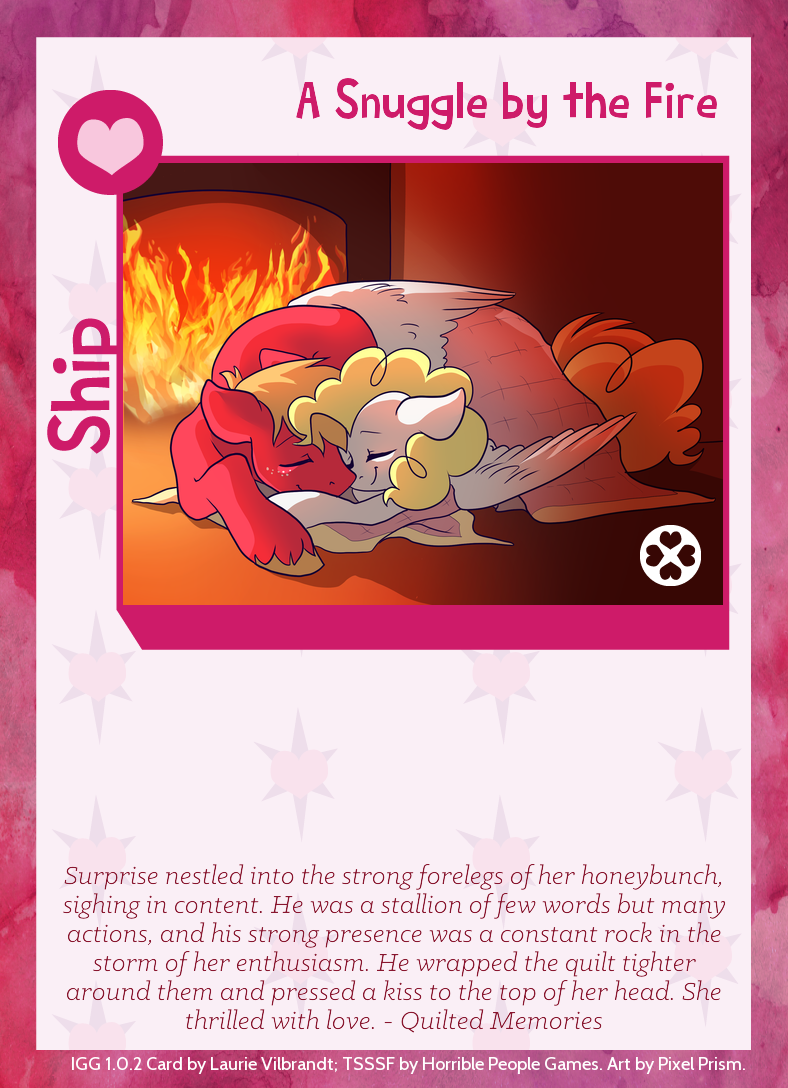 A Snuggle by the Fire
Ship
Surprise nestled into the strong forelegs of her honeybunch,
sighing in content. He was a stallion of few words but many
actions, and his strong presence was a constant rock in the
storm of her enthusiasm. He wrapped the quilt tighter
around them and pressed a kiss to the top of her head. She
thrilled with love. - Quilted Memories
IGG 1.0.2 Card by Laurie Vilbrandt; TSSSF by Horrible People Games. Art by Pixel Prism.